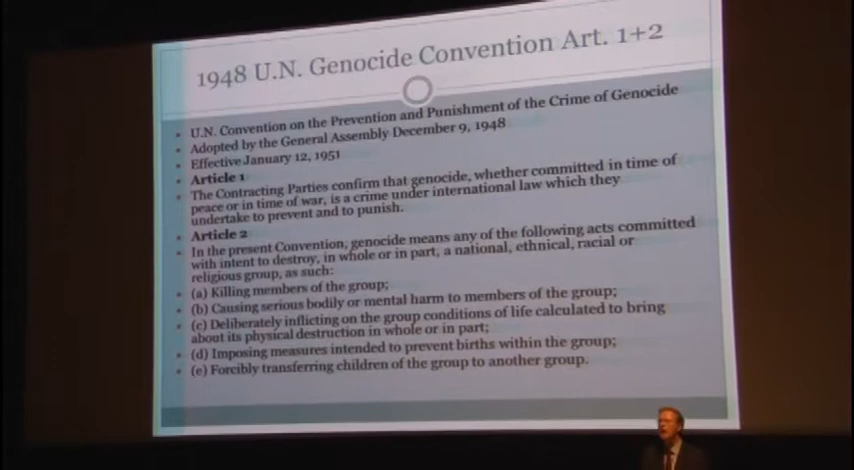 1948 U.N. Genocide Convention Art. 1+2
U.N. Convention on the Prevention and Punishment of the Crime of Genocide
Adopted by the General Assembly December 9, 1948
Effective January 12, 1951
Article 1
The Contracting Parties confirm that genocide, whether committed in time of
peace or in time of war, is a crime under international law which they
undertake to prevent and to punish.
Article 2
In the present Convention, genocide means any of the following acts committed
with intent to destroy, in whole or in part, a national, ethnical, racial or
religious group, as such:
(a) Killing members of the group;
(b) Causing serious bodily or mental harm to members of the group;
(c) Deliberately inflicting on the group conditions of life calculated to bring
about its physical destruction in whole or in part;
(d) Imposing measures intended to prevent births within the group;
(e) Forcibly transferring children of the group to another group.